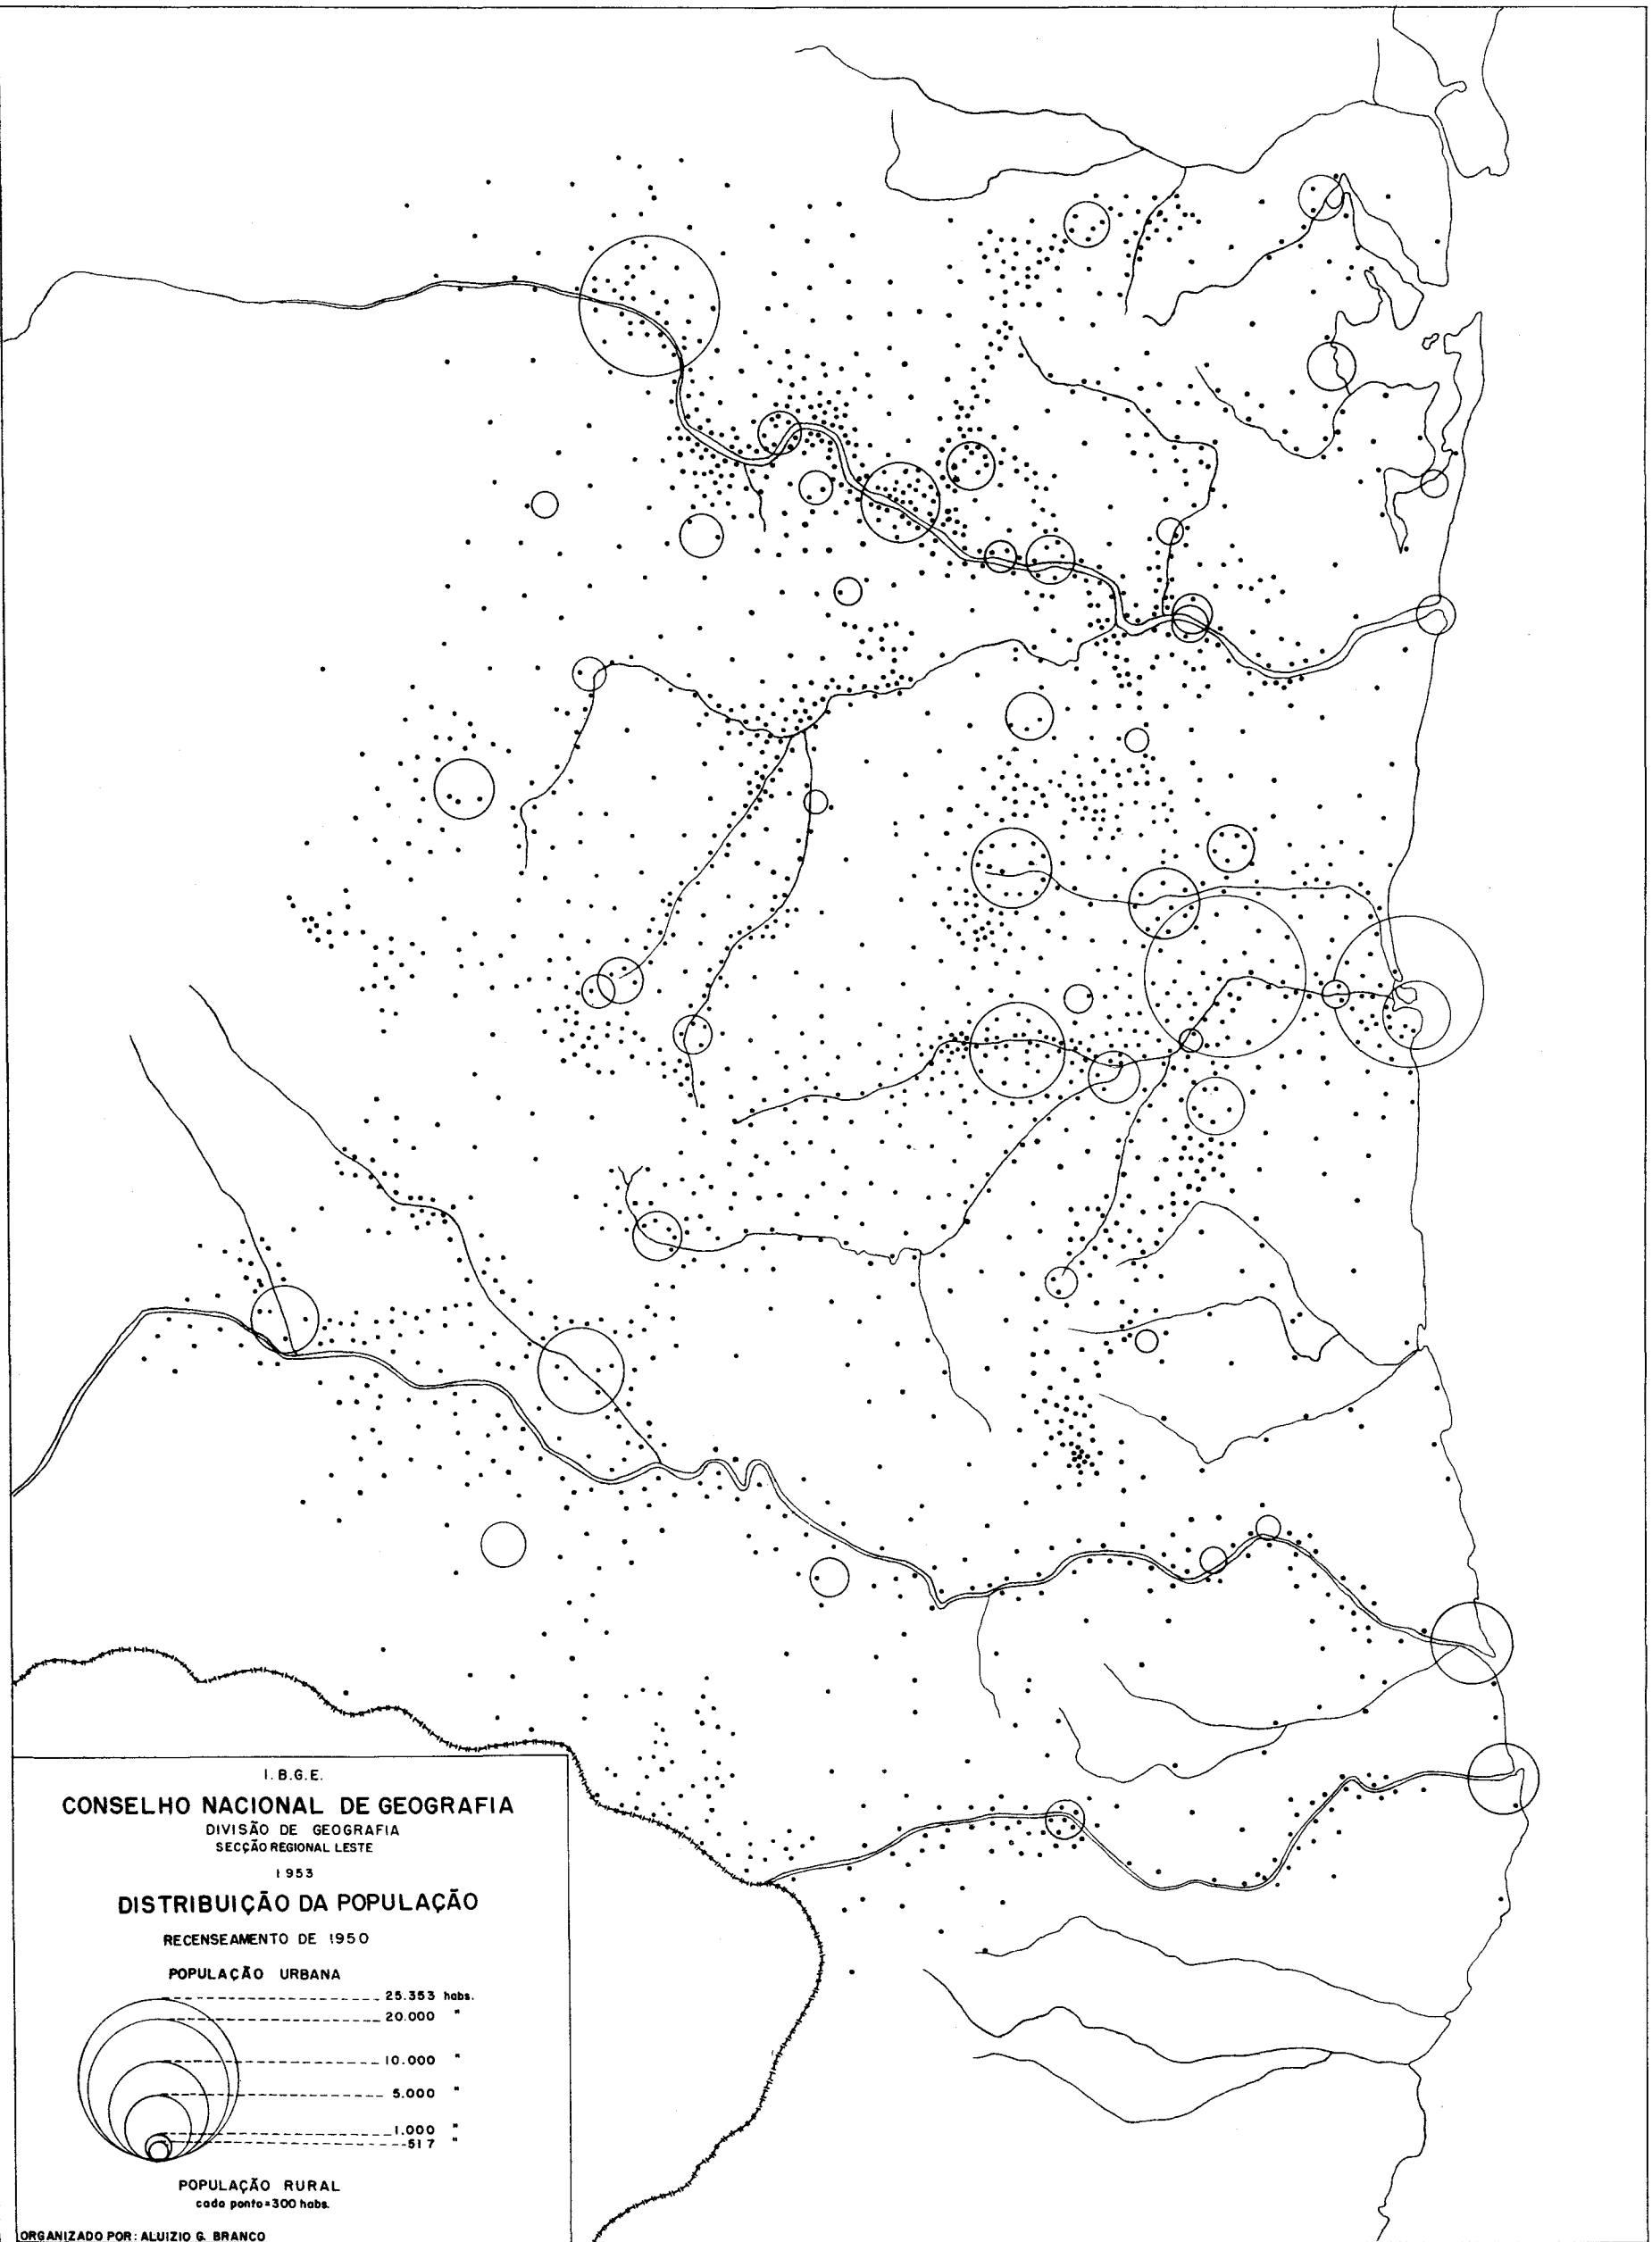 I.B.G.E.
CONSELHO NACIONAL DE GEOGRAFIA
DIVISÃO DE GEOGRAFIA
SECÇÃO REGIONAL LESTE
1953
DISTRIBUIÇÃO DA POPULAÇÃO
RECENSEAMENTO DE 1950
POPULAÇÃO URBANA
25.353 habs.
20.000 "
10.000 "
5.000 "
1.000 "
517 "
POPULAÇÃO RURAL
cada ponto=300 habs.
ORGANIZADO POR: ALUIZIO G. BRANCO